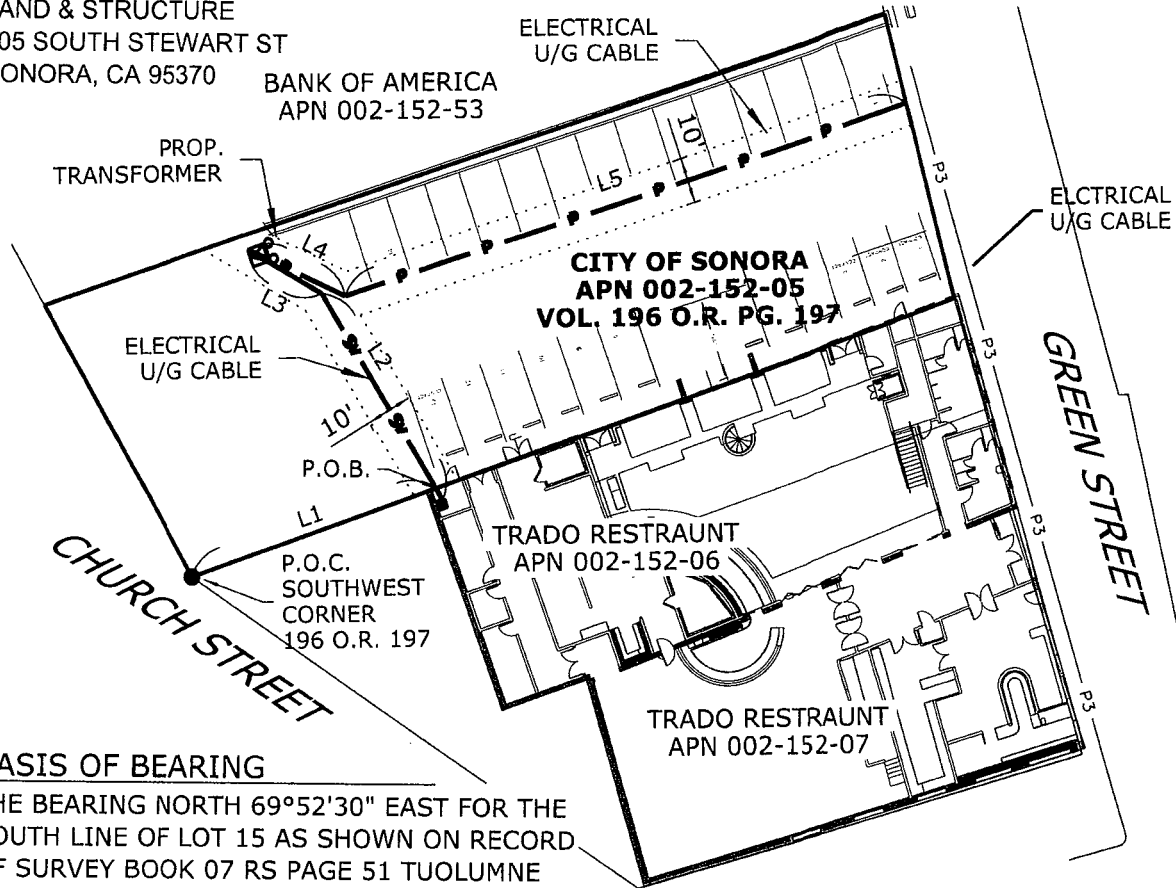 AND & STRUCTURE
05 SOUTH STEWART ST
ONORA, CA 95370
BANK OF AMERICA
APN 002-152-53
ELECTRICAL
U/G CABLE
PROP.
TRANSFORMER
10'
L5
P3
ELCTRICAL
U/G CABLE
L4
L3
CITY OF SONORA
APN 002-152-05
VOL. 196 O.R. PG. 197
ELECTRICAL
U/G CABLE
L2
P3
10'
GREEN STREET
P.O.B.
L1
TRADO RESTRAUNT
APN 002-152-06
P3
CHURCH STREET
P.O.C.
SOUTHWEST
CORNER
196 O.R. 197
TRADO RESTRAUNT
APN 002-152-07
P3
ASIS OF BEARING
HE BEARING NORTH 69°52'30" EAST FOR THE
OUTH LINE OF LOT 15 AS SHOWN ON RECORD
F SURVEY BOOK 07 RS PAGE 51 TUOLUMNE
P
P
P
P
P
P